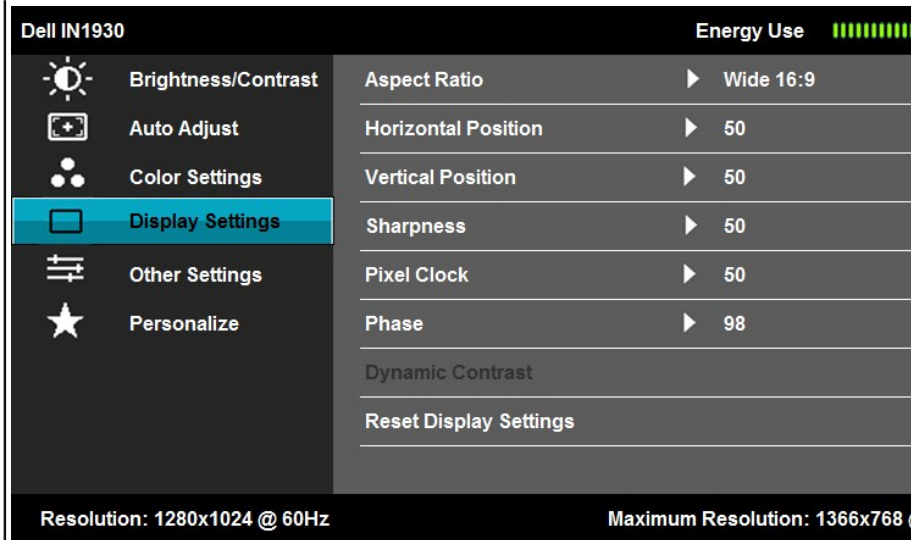 Dell IN1930 Energy Use
Brightness/Contrast Aspect Ratio Wide 16:9
Auto Adjust Horizontal Position 50
Color Settings Vertical Position 50
Display Settings Sharpness 50
Other Settings Pixel Clock 50
Personalize Phase 98
Dynamic Contrast
Reset Display Settings
Resolution: 1280x1024 @ 60Hz Maximum Resolution: 1366x768